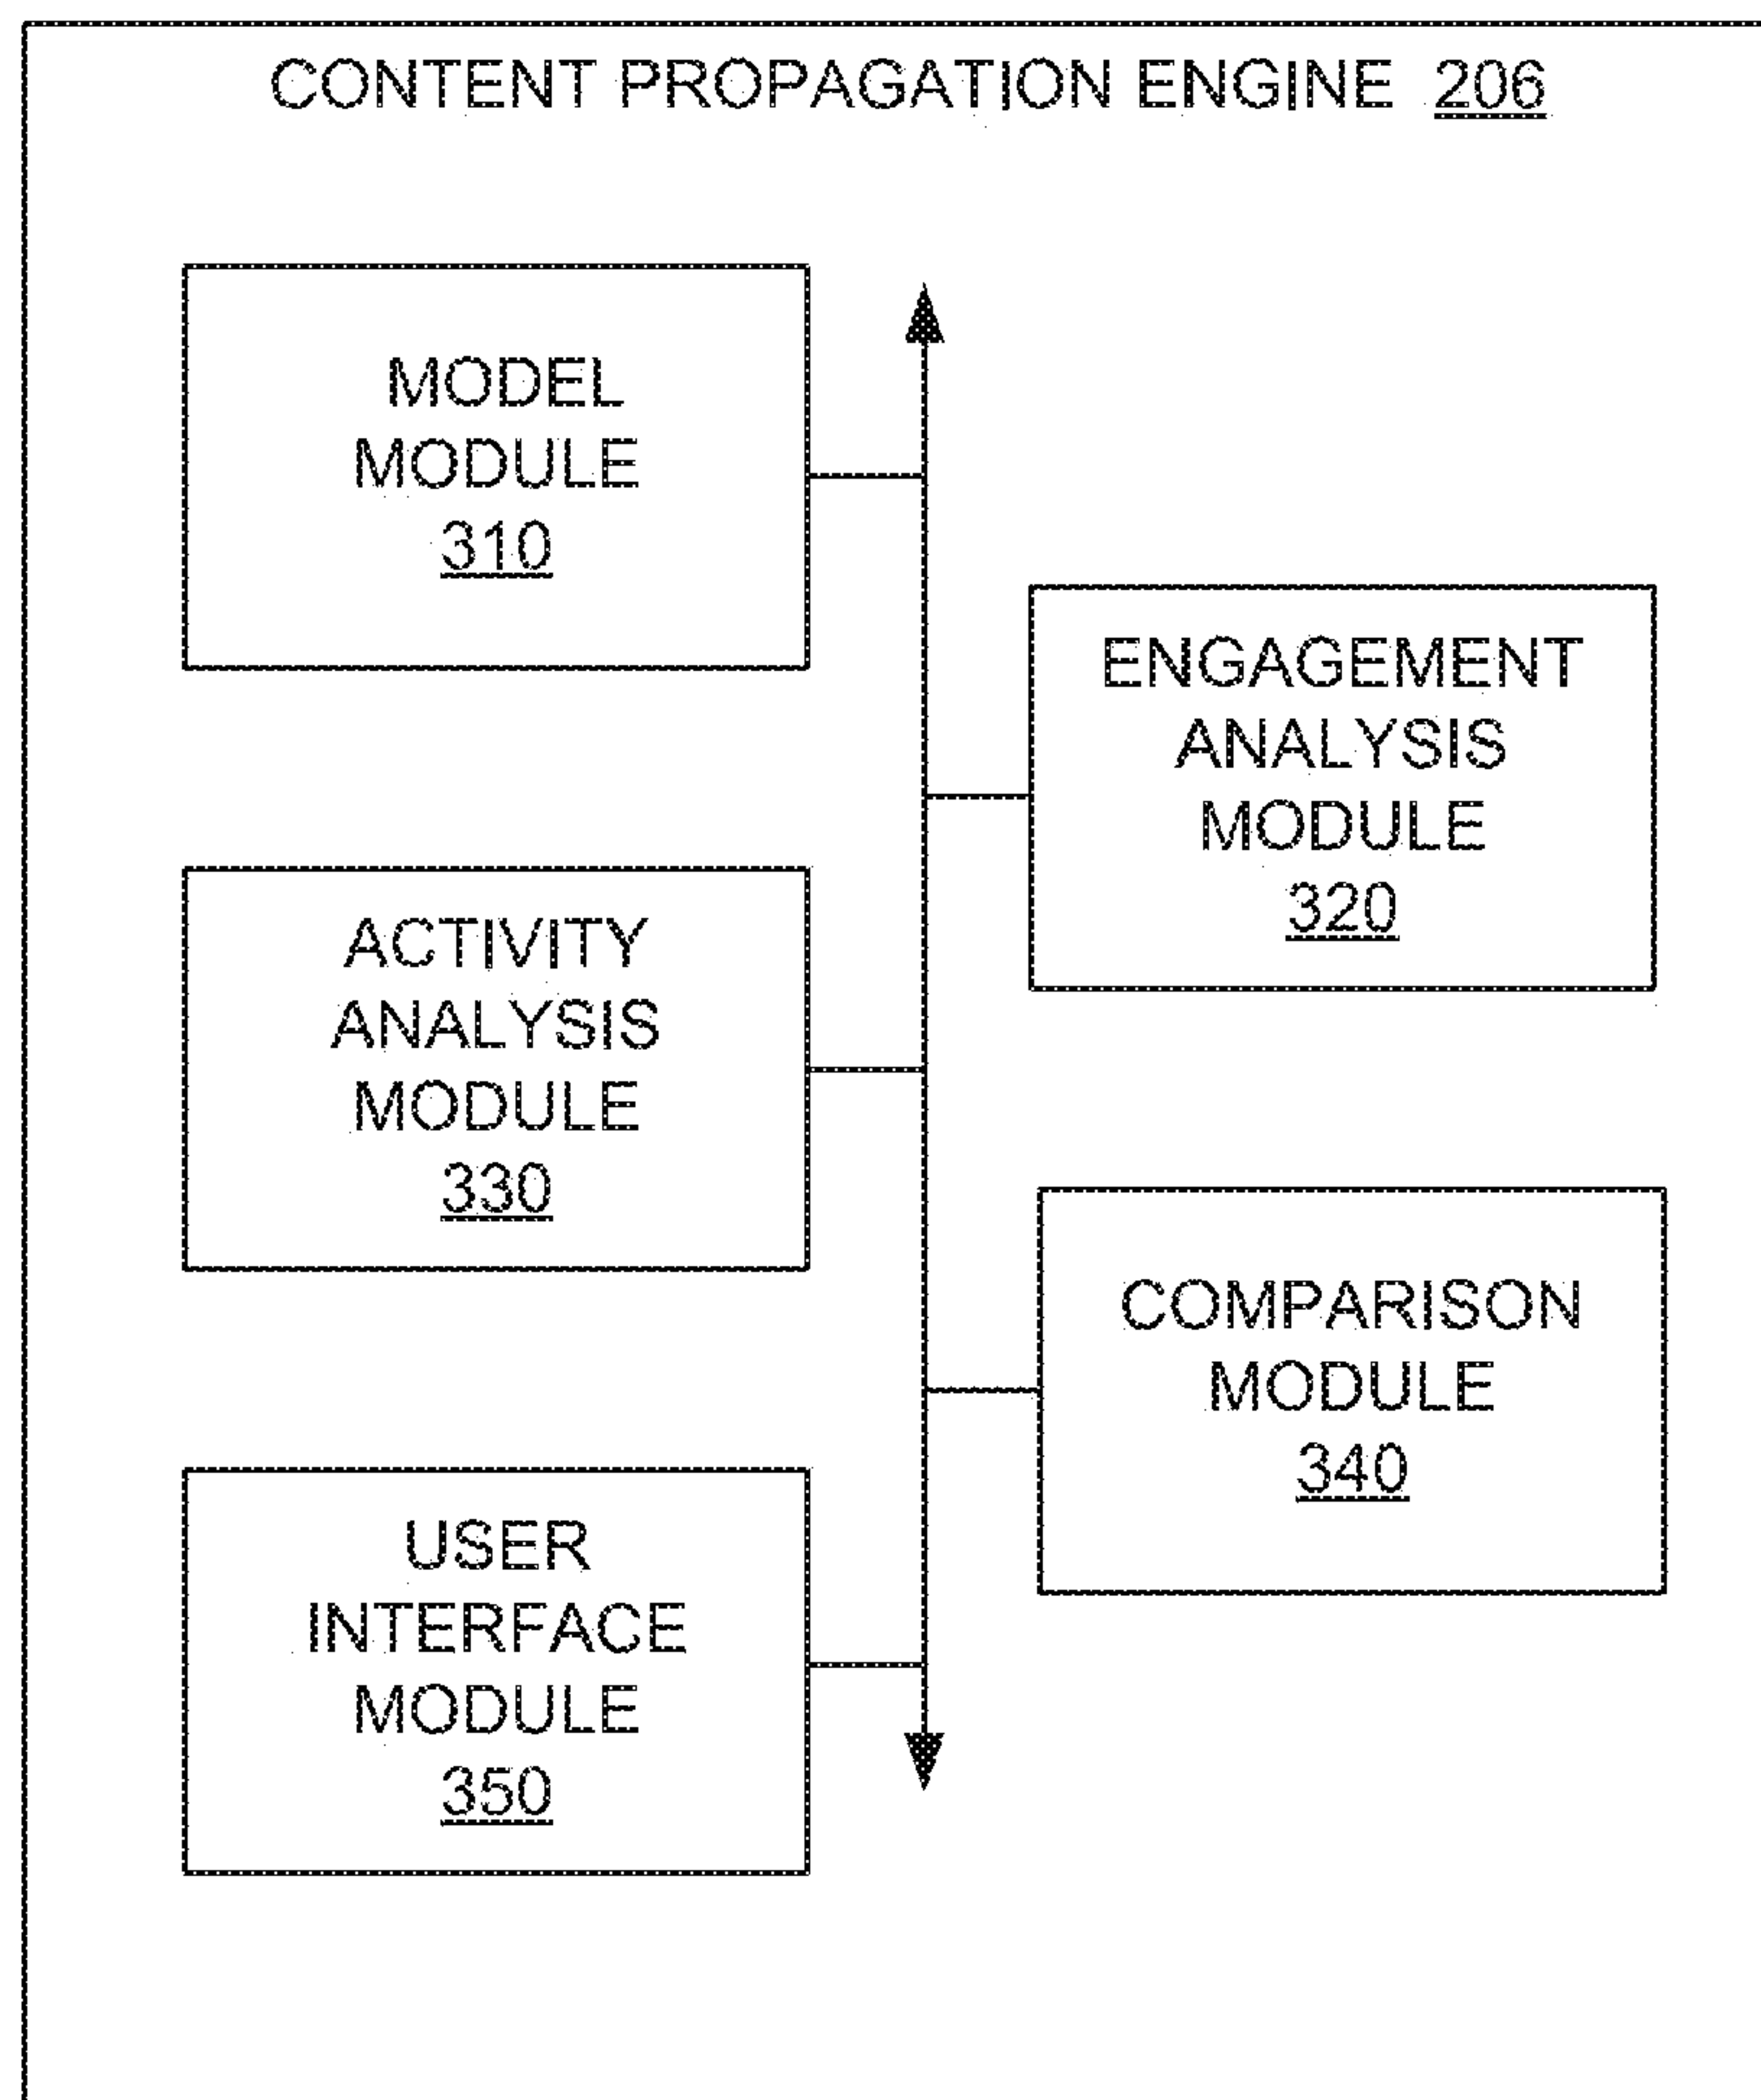 CONTENT PROPAGATION ENGINE 206
MODEL
MODULE
310
ENGAGEMENT
ANALYSIS
MODULE
320
ACTIVITY
ANALYSIS
MODULE
330
COMPARISON
MODULE
340
USER
INTERFACE
MODULE
350